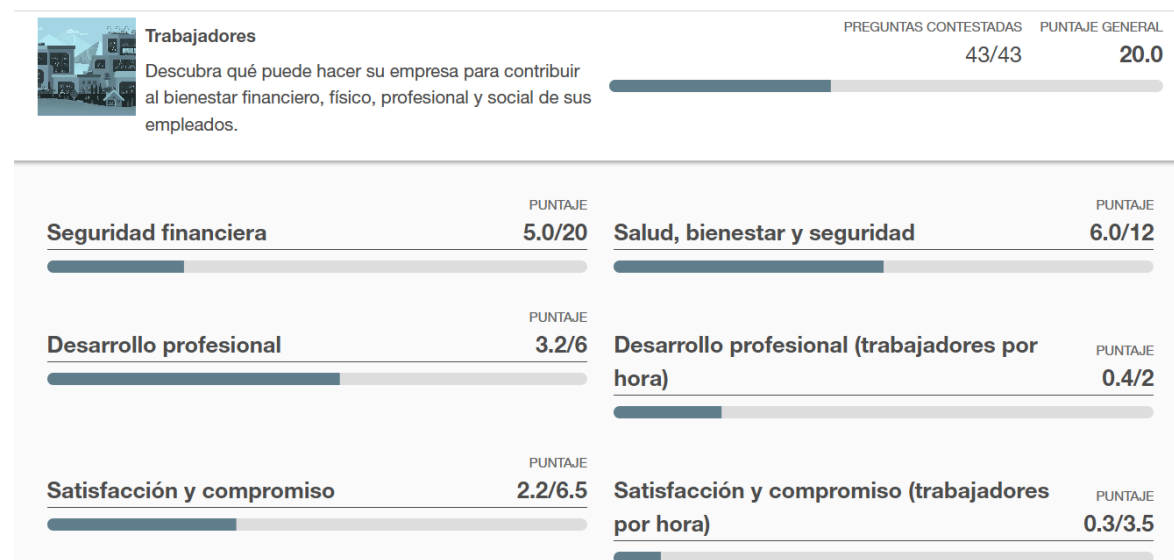 Trabajadores
Descubra qué puede hacer su empresa para contribuir
al bienestar financiero, físico, profesional y social de sus
empleados.
PREGUNTAS CONTESTADAS PUNTAJE GENERAL
43/43 20.0
PUNTAJE
Seguridad financiera 5.0/20
PUNTAJE
Salud, bienestar y seguridad 6.0/12
PUNTAJE
Desarrollo profesional 3.2/6
Desarrollo profesional (trabajadores por PUNTAJE
hora) 0.4/2
PUNTAJE
Satisfacción y compromiso 2.2/6.5
Satisfacción y compromiso (trabajadores PUNTAJE
por hora) 0.3/3.5